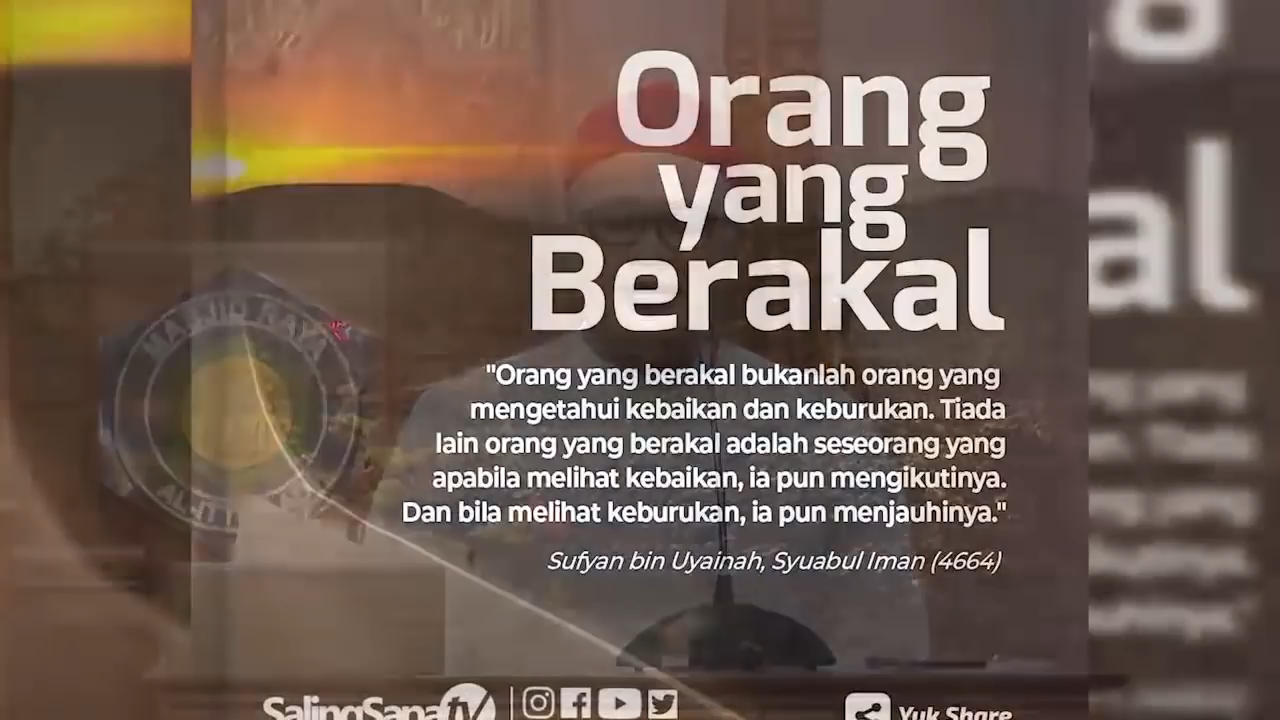 Orang
yang
Berakal
"Orang yang berakal bukanlah orang yang
mengetahui kebaikan dan keburukan. Tiada
lain orang yang berakal adalah seseorang yang
apabila melihat kebaikan, ia pun mengikutinya.
Dan bila melihat keburukan, ia pun menjauhinya."
Sufyan bin Uyainah, Syuabul Iman (4664)
MASJID RAYA
SalingSapa tv
Yuk Share